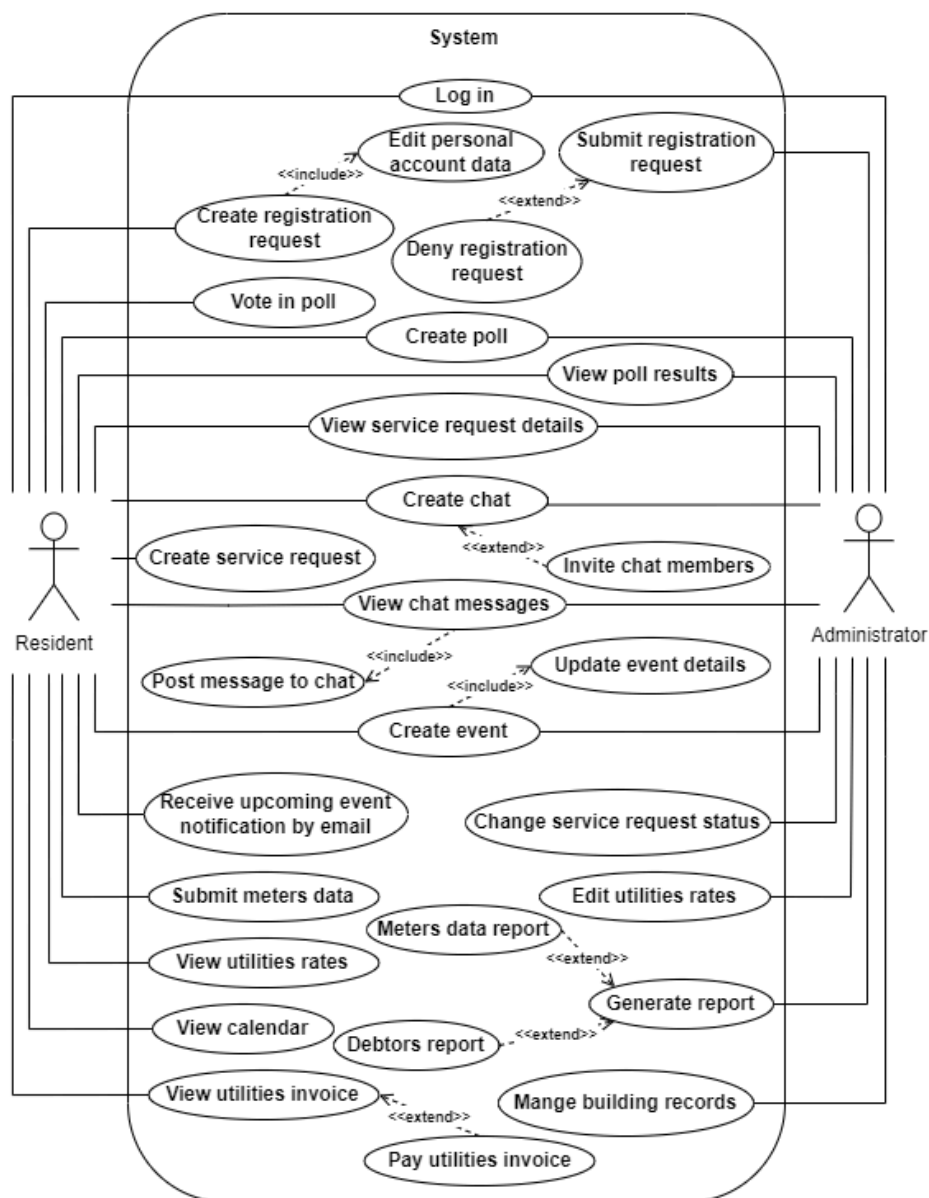 System
Log in
Edit personal
account data
Submit registration
request
<<include>>
<<extend>>
Create registration
request
Deny registration
request
Vote in poll
Create poll
View poll results
View service request details
Create chat
<<extend>>
Create service request
Invite chat members
View chat messages
Resident
Administrator
<<include>>
Update event details
Post message to chat
<<include>>
Create event
Receive upcoming event
notification by email
Change service request status
Submit meters data
Edit utilities rates
Meters data report
View utilities rates
<<extend>>
Generate report
View calendar
Debtors report
<<extend>>
View utilities invoice
Mange building records
<<extend>>
Pay utilities invoice